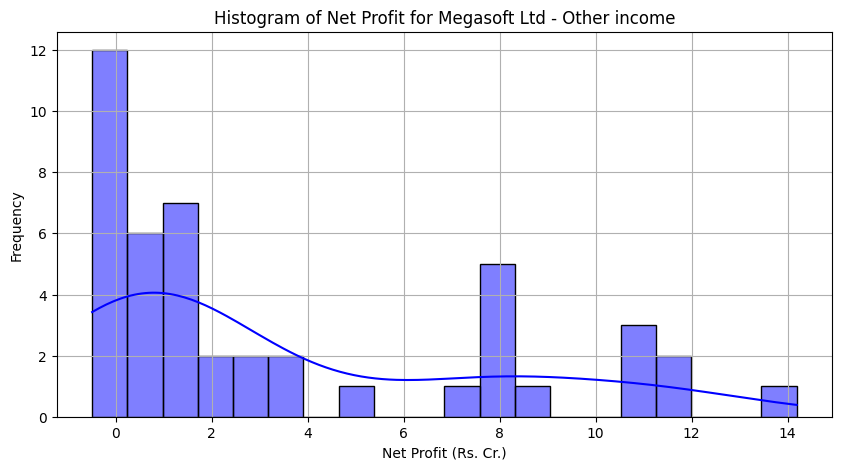 Histogram of Net Profit for Megasoft Ltd - Other income
12
10
8
6
4
2
0
Frequency
0 2 4 6 8 10 12 14
Net Profit (Rs. Cr.)